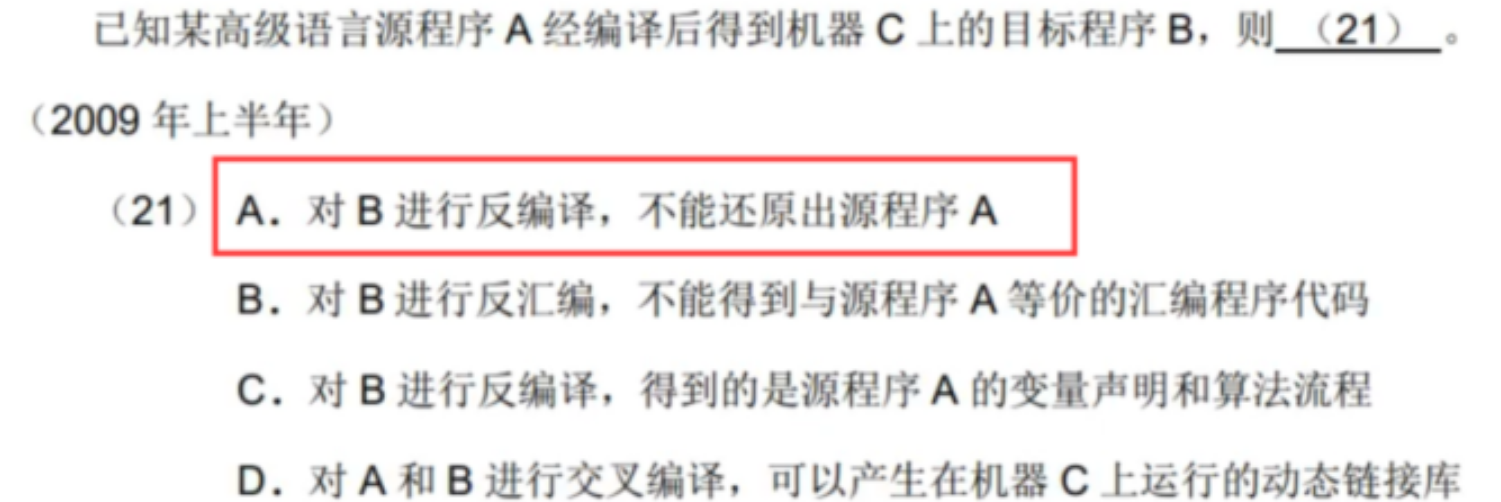 已知某高级语言源程序 A 经编译后得到机器 C 上的目标程序 B，则 （21） 。
（2009 年上半年）
（21） A．对 B 进行反编译，不能还原出源程序 A
B．对 B 进行反汇编，不能得到与源程序 A 等价的汇编程序代码
C．对 B 进行反编译，得到的是源程序 A 的变量声明和算法流程
D．对 A 和 B 进行交叉编译，可以产生在机器 C 上运行的动态链接库